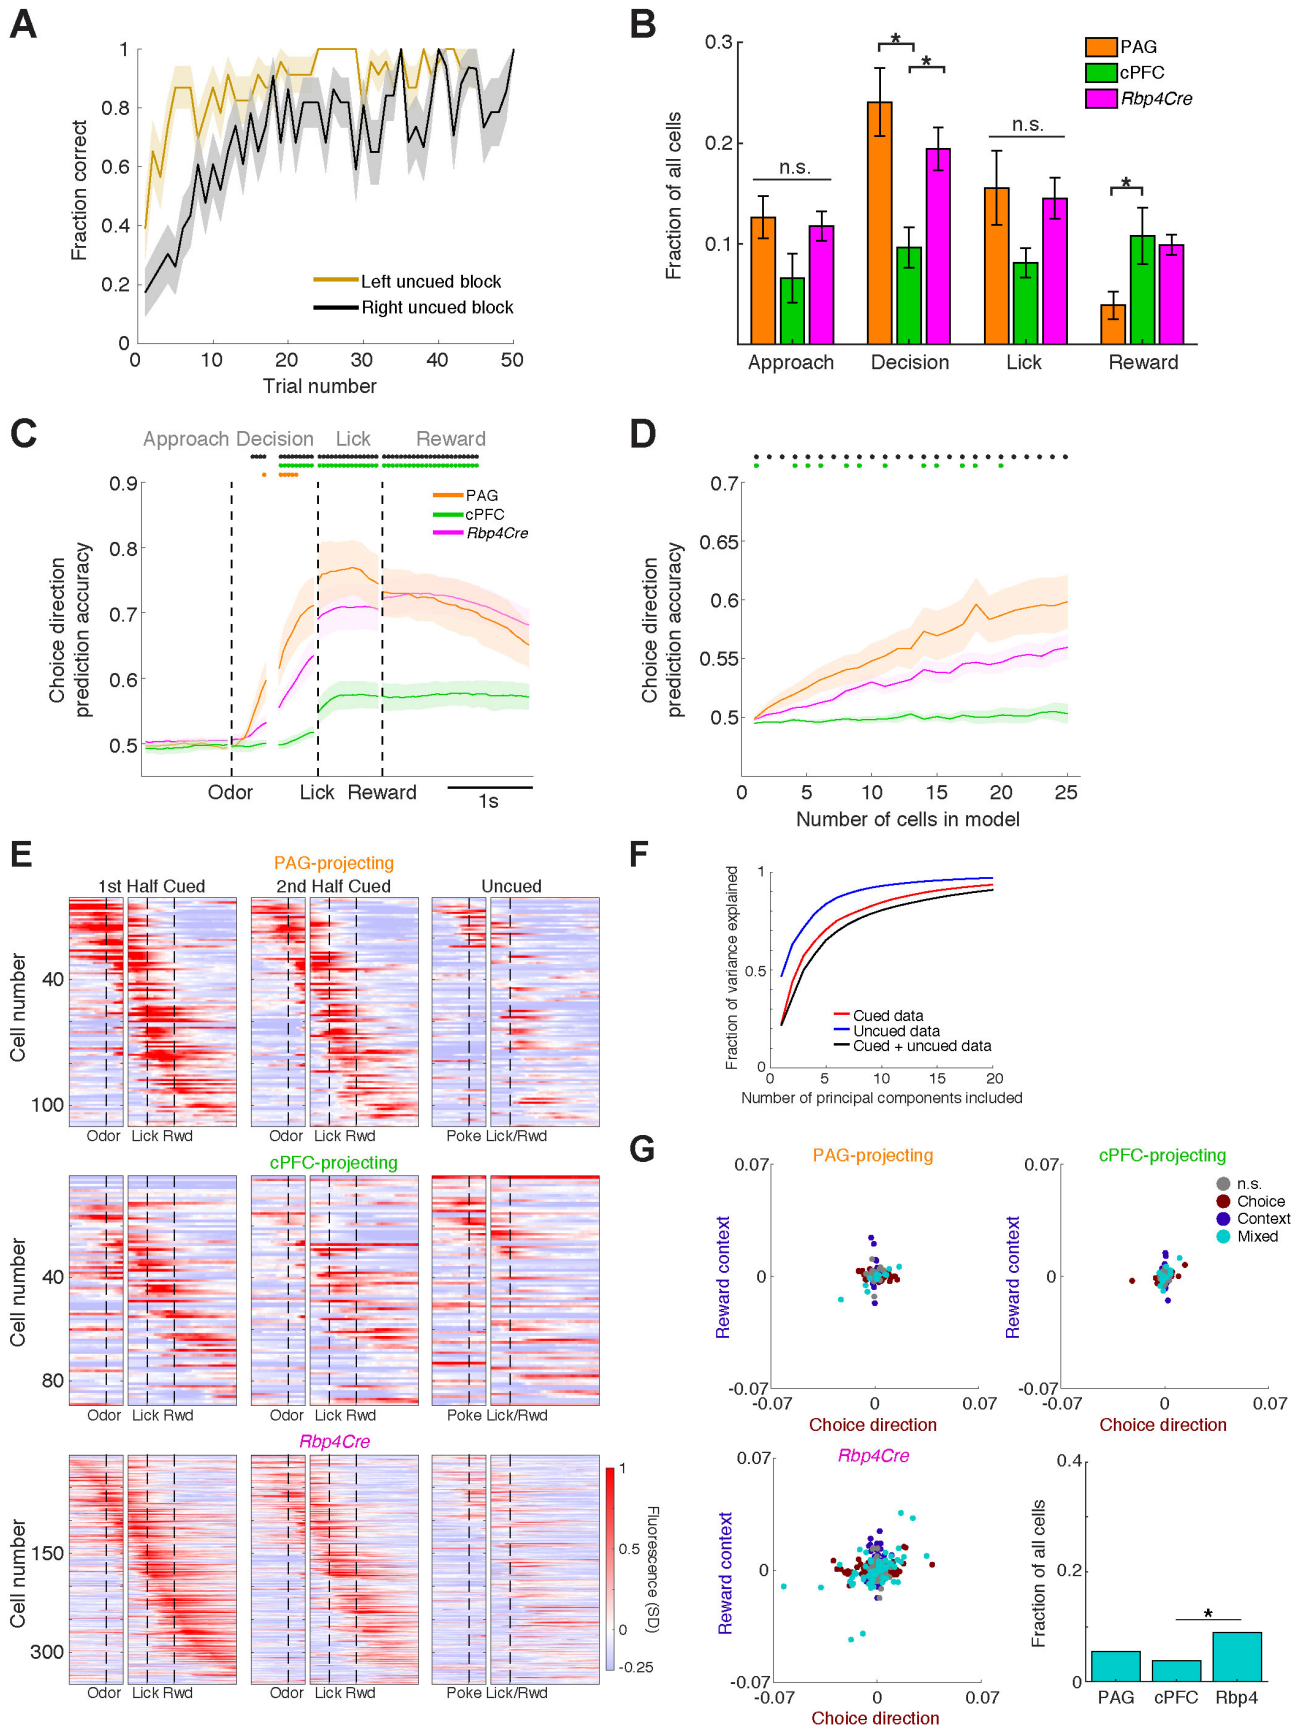 A
Fraction correct
1
0.8
0.6
0.4
0.2
0
0 10 20 30 40 50
Trial number
Left uncued block
Right uncued block
B
Fraction of all cells
0.3
0.2
0.1
n.s.
*
*
n.s.
*
PAG
cPFC
Rbp4Cre
Approach Decision Lick Reward
C
Approach Decision Lick Reward
Choice direction
prediction accuracy
0.9
0.8
0.7
0.6
0.5
PAG
cPFC
Rbp4Cre
Odor Lick Reward
1s
D
Choice direction
prediction accuracy
0.7
0.65
0.6
0.55
0.5
0 5 10 15 20 25
Number of cells in model
E
PAG-projecting
1st Half Cued 2nd Half Cued Uncued
Cell number
40
100
Odor Lick Rwd Odor Lick Rwd Poke Lick/Rwd
cPFC-projecting
Cell number
40
80
Odor Lick Rwd Odor Lick Rwd Poke Lick/Rwd
Rbp4Cre
Cell number
150
300
Odor Lick Rwd Odor Lick Rwd Poke Lick/Rwd
1
0.5
0
-0.25
Fluorescence (SD)
F
Fraction of variance explained
1
0.5
0
Cued data
Uncued data
Cued + uncued data
0 5 10 15 20
Number of principal components included
G
PAG-projecting
Reward context
0.07
0
-0.07
-0.07 0 0.07
Choice direction
cPFC-projecting
Reward context
0.07
0
-0.07
-0.07 0 0.07
Choice direction
n.s.
Choice
Context
Mixed
Rbp4Cre
Reward context
0.07
0
-0.07
-0.07 0 0.07
Choice direction
Fraction of all cells
0.4
0.2
0
*
PAG cPFC Rbp4